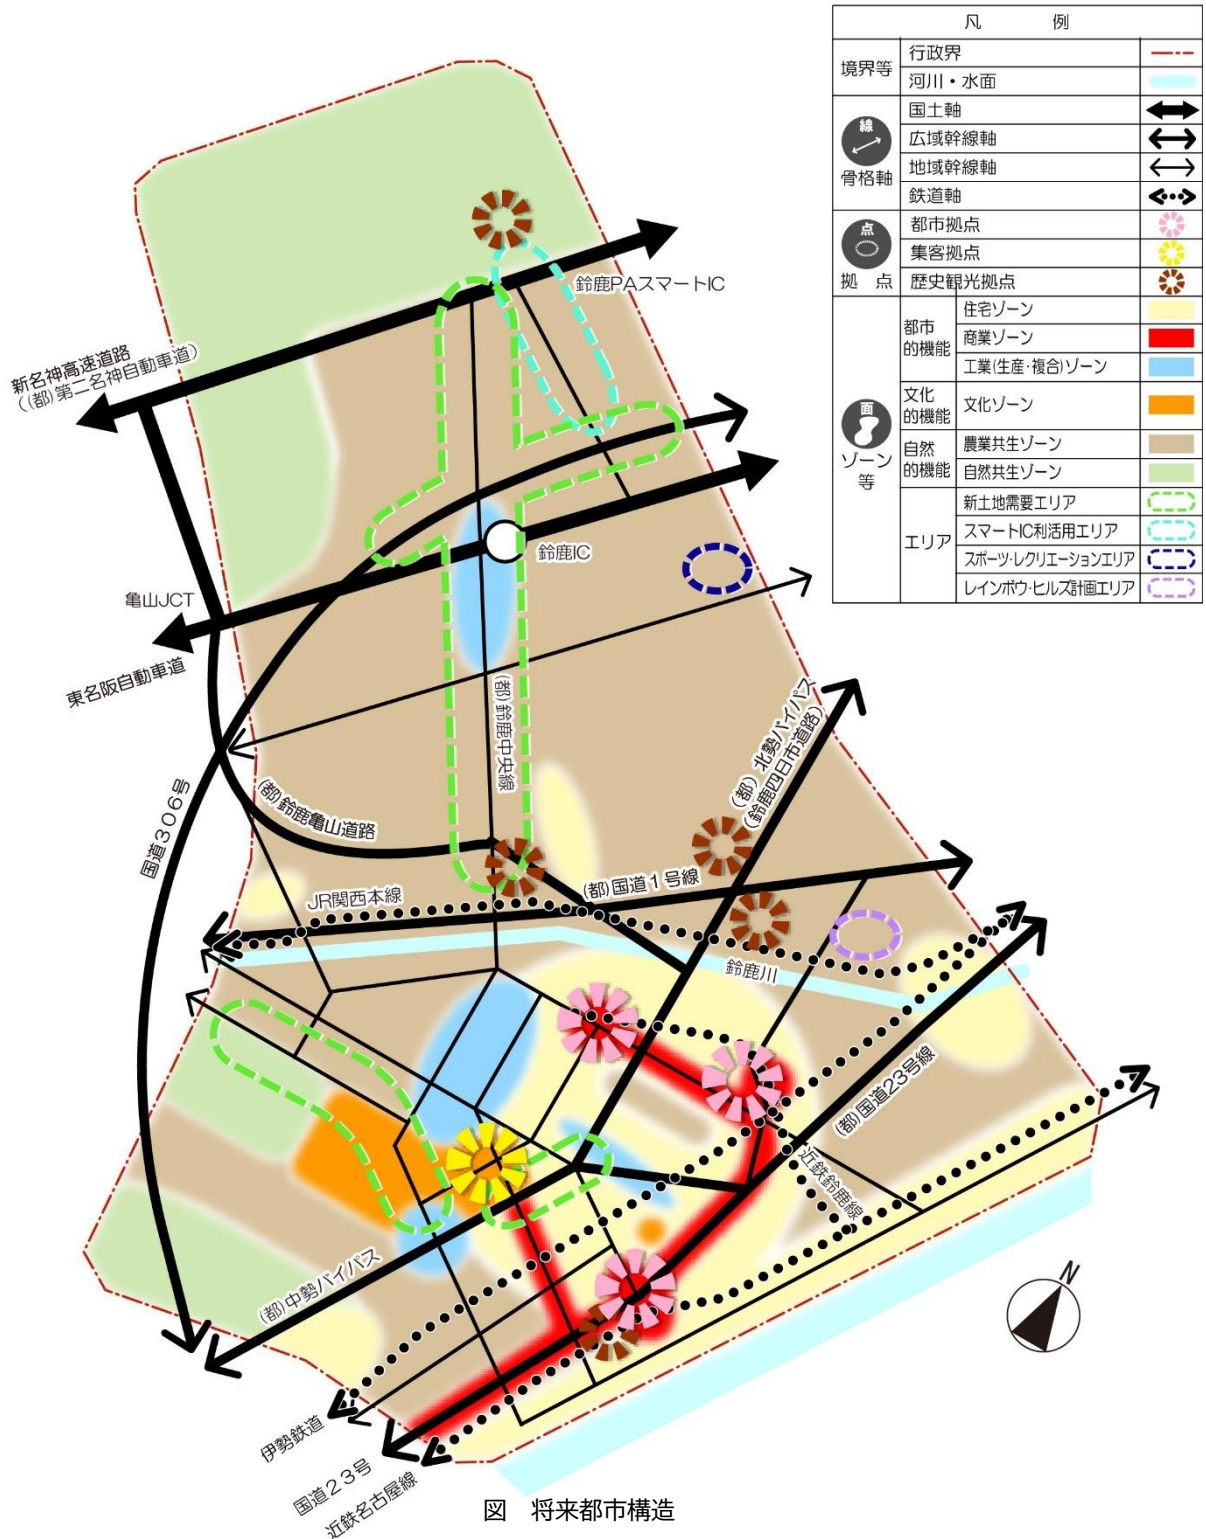 凡　例
境界等
行政界
河川・水面
線
骨格軸
国土軸
広域幹線軸
地域幹線軸
鉄道軸
点
拠　点
都市拠点
集客拠点
歴史観光拠点
面
ゾーン
等
都市
的機能
住宅ゾーン
商業ゾーン
工業(生産・複合)ゾーン
文化
的機能
文化ゾーン
自然
的機能
農業共生ゾーン
自然共生ゾーン
エリア
新土地需要エリア
スマートIC利活用エリア
スポーツ・レクリエーションエリア
レインボウ・ヒルズ計画エリア
鈴鹿PAスマートIC
新名神高速道路
((都)第二名神自動車道)
鈴鹿IC
亀山JCT
東名阪自動車道
(都)鈴鹿中央線
(都)北勢バイパス
(鈴鹿四日市道路)
国道306号
(都)鈴鹿亀山道路
(都)国道1号線
JR関西本線
鈴鹿川
(都)国道23号線
近鉄鈴鹿線
(都)中勢バイパス
伊勢鉄道
国道23号
近鉄名古屋線
N
図　将来都市構造